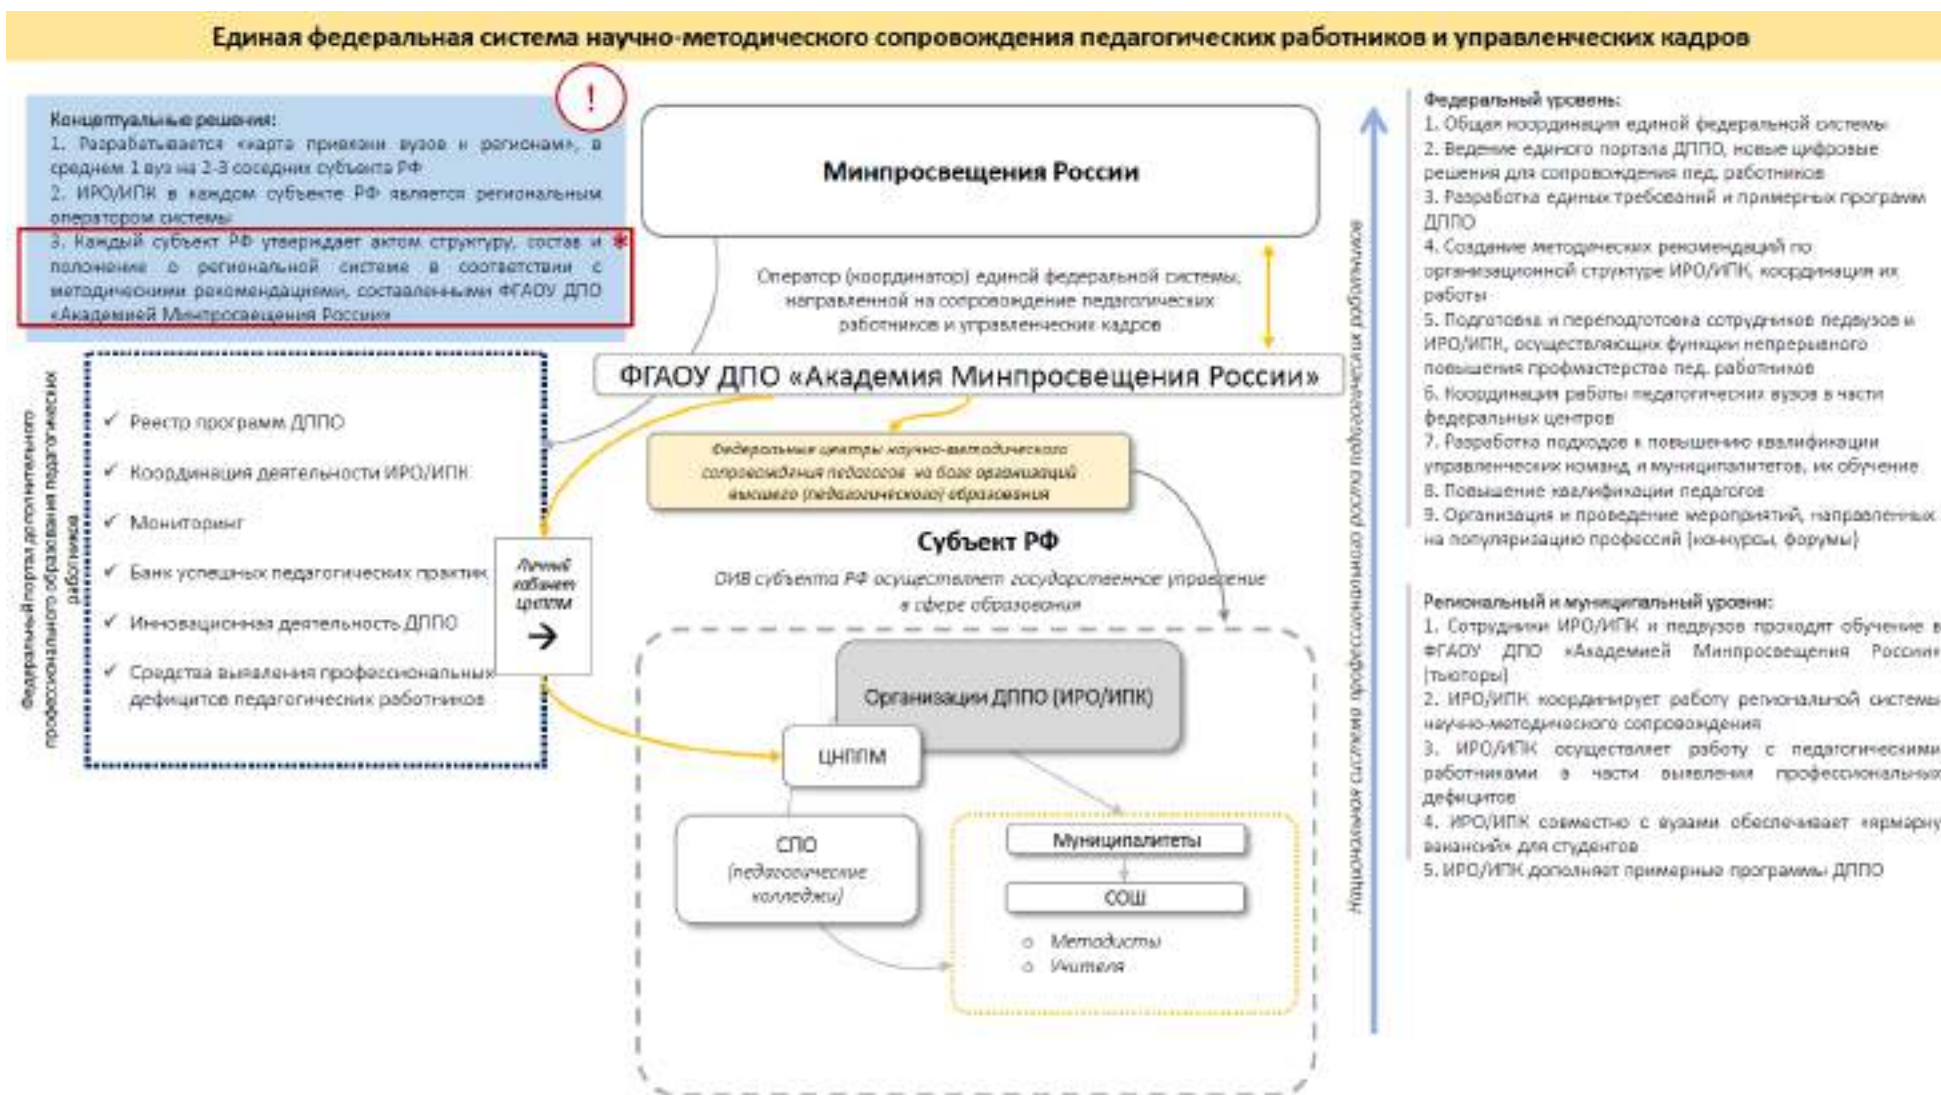 Единая федеральная система научно-методического сопровождения педагогических работников и управленческих кадров
!
Концептуальные решения:
1. Разрабатывается «карта привязки вузов к регионам», в
среднем 1 вуз на 2-3 соседних субъекта РФ
2. ИРО/ИПК в каждом субъекте РФ является региональным
оператором системы
3. Каждый субъект РФ утверждает актом структуру, состав и *
положение о региональной системе в соответствии с
методическими рекомендациями, составленными ФГАОУ ДПО
«Академией Минпросвещения России»
Федеральный портал дополнительного
профессионального образования педагогических
работников
✓ Реестр программ ДППО
✓ Координация деятельности ИРО/ИПК
✓ Мониторинг
✓ Банк успешных педагогических практик
✓ Инновационная деятельность ДППО
✓ Средства выявления профессиональных
дефицитов педагогических работников
Личный
кабинет
ЦНППМ
→
Минпросвещения России
Оператор (координатор) единой федеральной системы,
направленной на сопровождение педагогических
работников и управленческих кадров
ФГАОУ ДПО «Академия Минпросвещения России»
Федеральные центры научно-методического
сопровождения педагогов на базе организаций
высшего (педагогического) образования
Субъект РФ
ОИВ субъекта РФ осуществляет государственное управление
в сфере образования
Организации ДППО (ИРО/ИПК)
ЦНППМ
СПО
(педагогические
колледжи)
Муниципалитеты
СОШ
o Методисты
o Учителя
Национальная система профессионального роста педагогических работников
Федеральный уровень:
1. Общая координация единой федеральной системы
2. Ведение единого портала ДППО, новые цифровые
решения для сопровождения пед. работников
3. Разработка единых требований и примерных программ
ДППО
4. Создание методических рекомендаций по
организационной структуре ИРО/ИПК, координация их
работы
5. Подготовка и переподготовка сотрудников педвузов и
ИРО/ИПК, осуществляющих функции непрерывного
повышения профмастерства пед. работников
6. Координация работы педагогических вузов в части
федеральных центров
7. Разработка подходов к повышению квалификации
управленческих команд и муниципалитетов, их обучение
8. Повышение квалификации педагогов
9. Организация и проведение мероприятий, направленных
на популяризацию профессий (конкурсы, форумы)
Региональный и муниципальный уровни:
1. Сотрудники ИРО/ИПК и педвузов проходят обучение в
ФГАОУ ДПО «Академией Минпросвещения России»
(тьюторы)
2. ИРО/ИПК координирует работу региональной системы
научно-методического сопровождения
3. ИРО/ИПК осуществляет работу с педагогическими
работниками в части выявления профессиональных
дефицитов
4. ИРО/ИПК совместно с вузами обеспечивает «ярмарку
вакансий» для студентов
5. ИРО/ИПК дополняет примерные программы ДППО